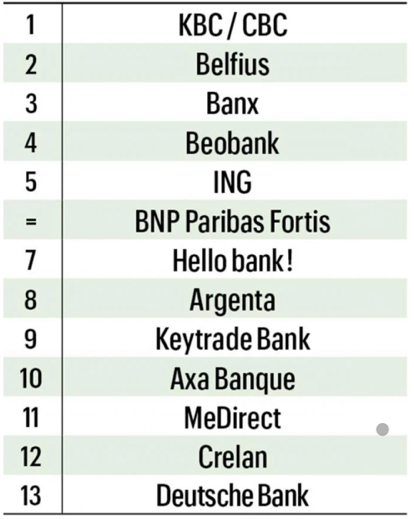 1 KBC / CBC
2 Belfius
3 Banx
4 Beobank
5 ING
= BNP Paribas Fortis
7 Hello bank!
8 Argenta
9 Keytrade Bank
10 Axa Banque
11 MeDirect
12 Crelan
13 Deutsche Bank